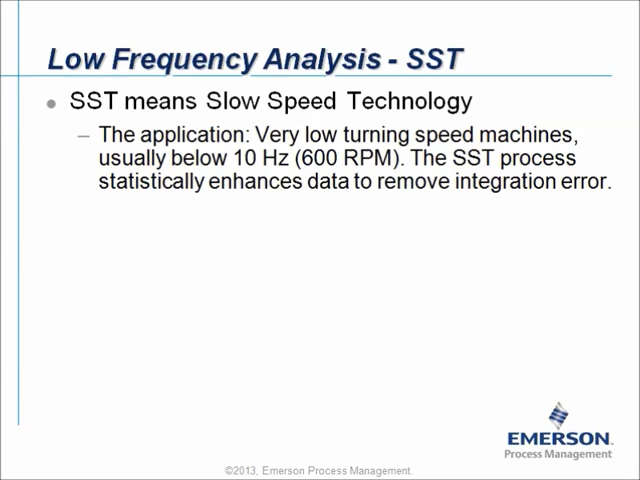 Low Frequency Analysis - SST
SST means Slow Speed Technology
– The application: Very low turning speed machines,
usually below 10 Hz (600 RPM). The SST process
statistically enhances data to remove integration error.
EMERSON
Process Management
©2013, Emerson Process Management.